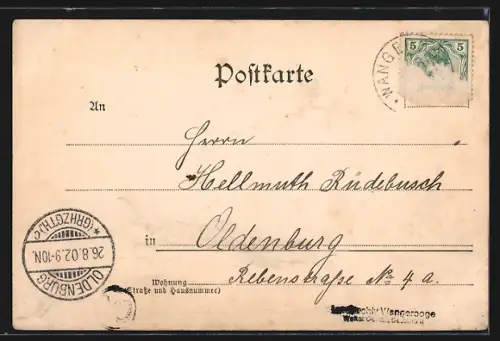 5 5
WANGE
Postkarte
An
Herrn
Hellmuth Rüdebusch
in Oldenburg
Rebenstraße № 4 a.
Wohnung
(Straße und Hausnummer)
*(GRHZGTH.)
26.8.02.9-10N.
OLDENBURG
Wangerooge